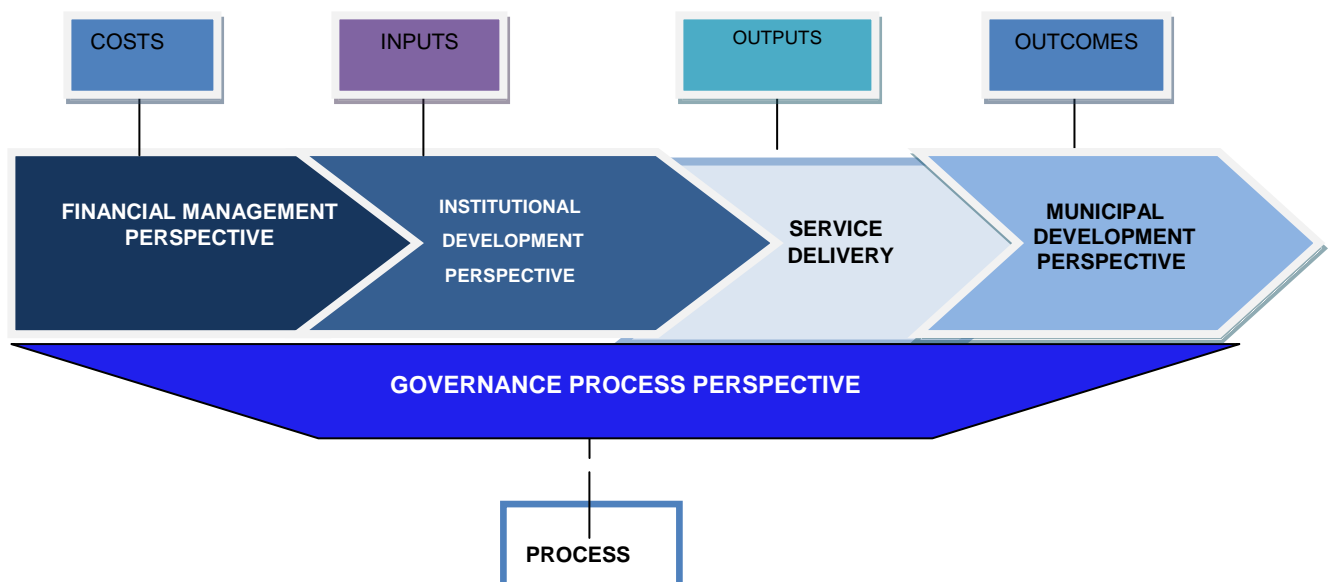 COSTS
INPUTS
OUTPUTS
OUTCOMES
FINANCIAL MANAGEMENT
PERSPECTIVE
INSTITUTIONAL
DEVELOPMENT
PERSPECTIVE
SERVICE
DELIVERY
MUNICIPAL
DEVELOPMENT
PERSPECTIVE
GOVERNANCE PROCESS PERSPECTIVE
PROCESS